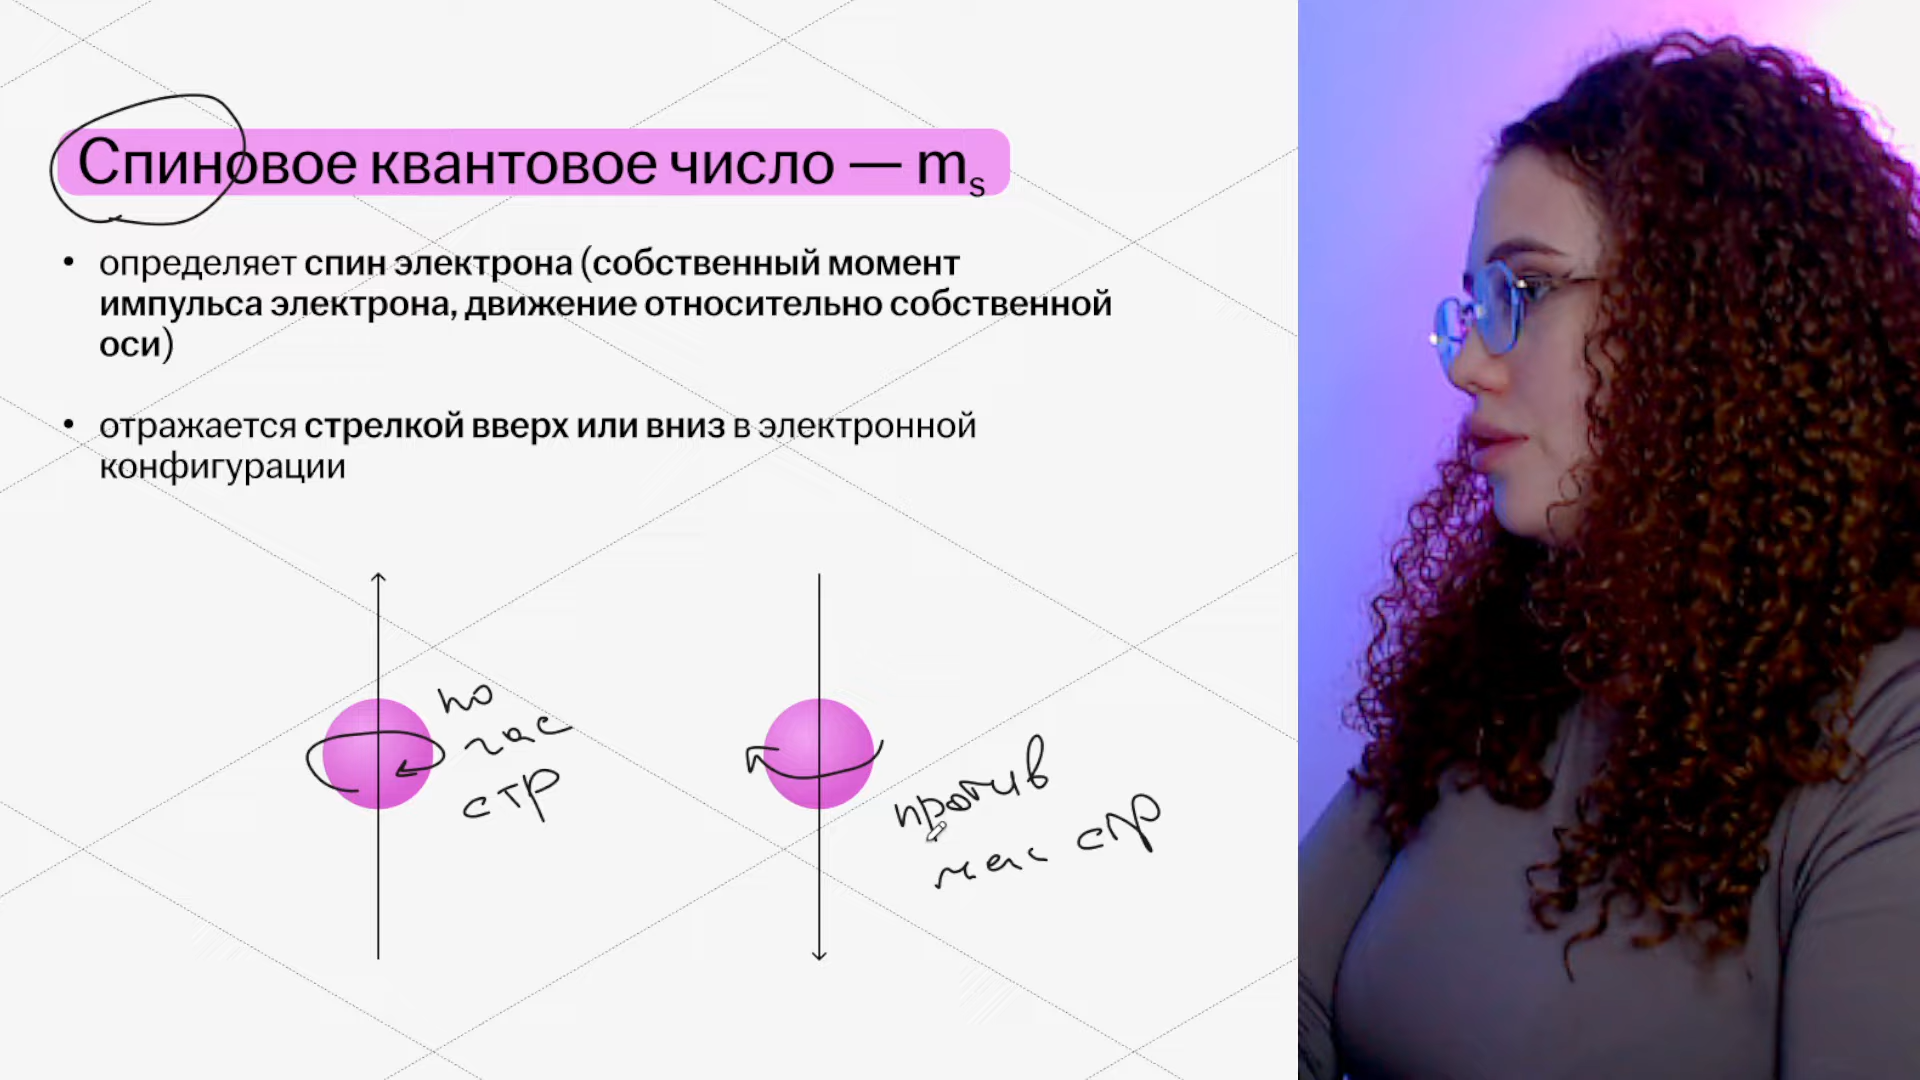 Спиновое квантовое число — mₛ
• определяет спин электрона (собственный момент
импульса электрона, движение относительно собственной
оси)
• отражается стрелкой вверх или вниз в электронной
конфигурации
по
час
стр
против
час стр